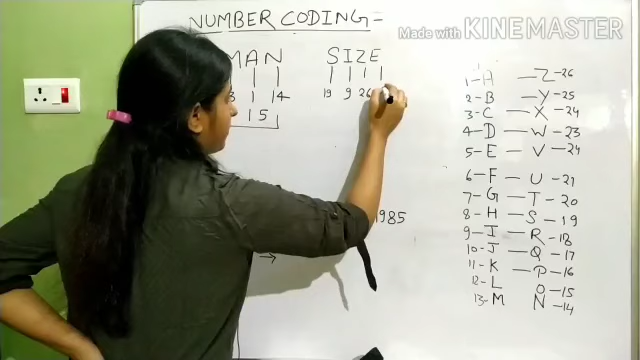 NUMBER CODING =
Made with KINEMASTER
MAN SIZE
3 1 14 19 9 26
15
1985
→
1 - A — Z - 26
2 - B — Y - 25
3 - C — X - 24
4 - D — W - 23
5 - E — V - 24
6 - F — U - 21
7 - G — T - 20
8 - H — S - 19
9 - I — R - 18
10 - J — Q - 17
11 - K — P - 16
12 - L O - 15
13 - M N - 14